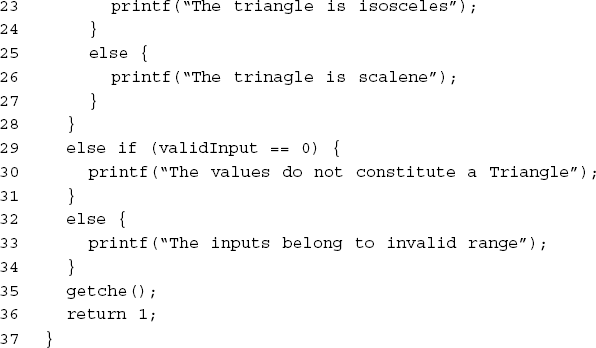 23 printf(“The triangle is isosceles”);
24 }
25 else {
26 printf(“The trinagle is scalene”);
27 }
28 }
29 else if (validInput == 0) {
30 printf(“The values do not constitute a Triangle”);
31 }
32 else {
33 printf(“The inputs belong to invalid range”);
34 }
35 getche();
36 return 1;
37 }